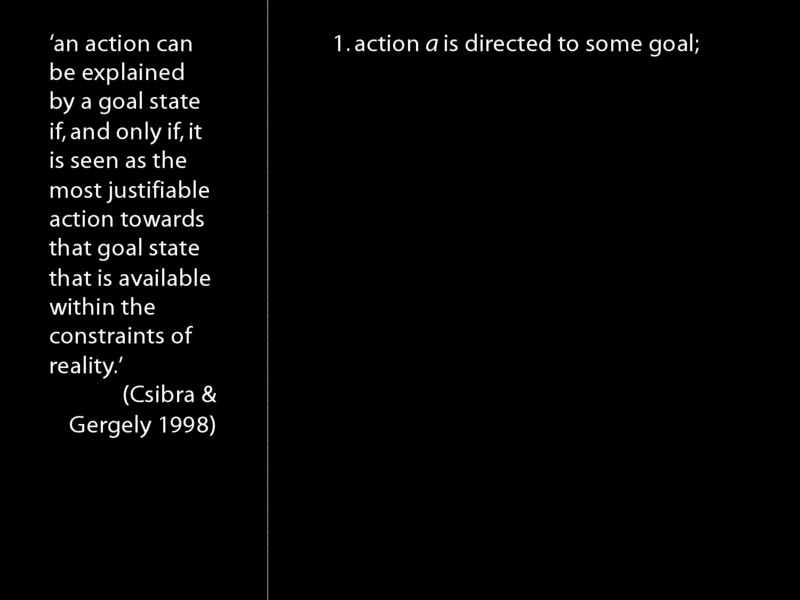 ‘an action can
be explained
by a goal state
if, and only if, it
is seen as the
most justifiable
action towards
that goal state
that is available
within the
constraints of
reality.’
(Csibra &
Gergely 1998)
1. action a is directed to some goal;